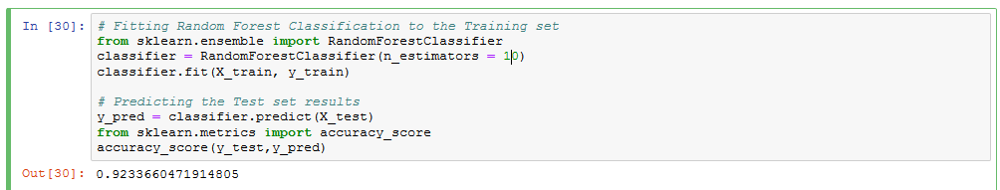 In [30]: # Fitting Random Forest Classification to the Training set
from sklearn.ensemble import RandomForestClassifier
classifier = RandomForestClassifier(n_estimators = 10)
classifier.fit(X_train, y_train)
# Predicting the Test set results
y_pred = classifier.predict(X_test)
from sklearn.metrics import accuracy_score
accuracy_score(y_test,y_pred)
Out[30]: 0.9233660471914805